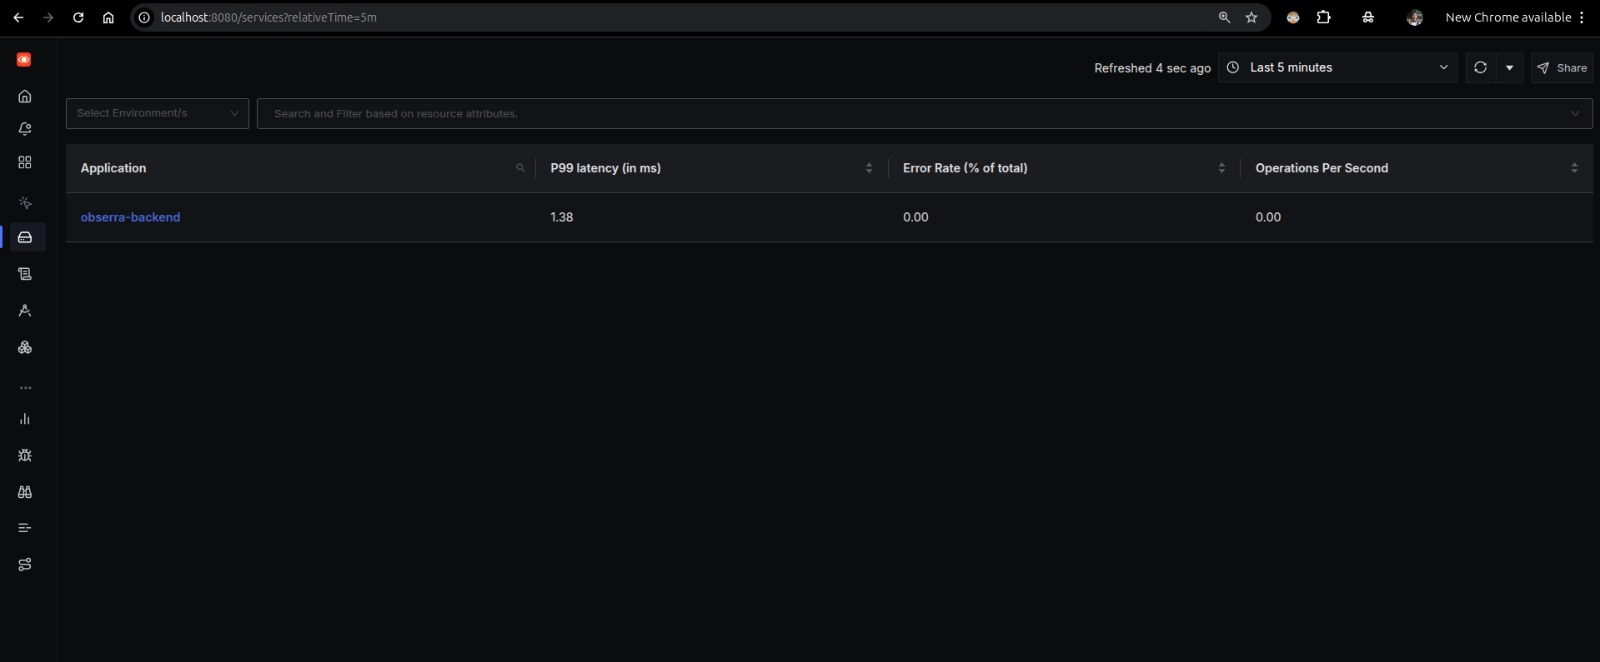 localhost:8080/services?relativeTime=5m
New Chrome available
Refreshed 4 sec ago
Last 5 minutes
Share
Select Environment/s
Search and Filter based on resource attributes.
Application P99 latency (in ms) Error Rate (% of total) Operations Per Second
obserra-backend 1.38 0.00 0.00